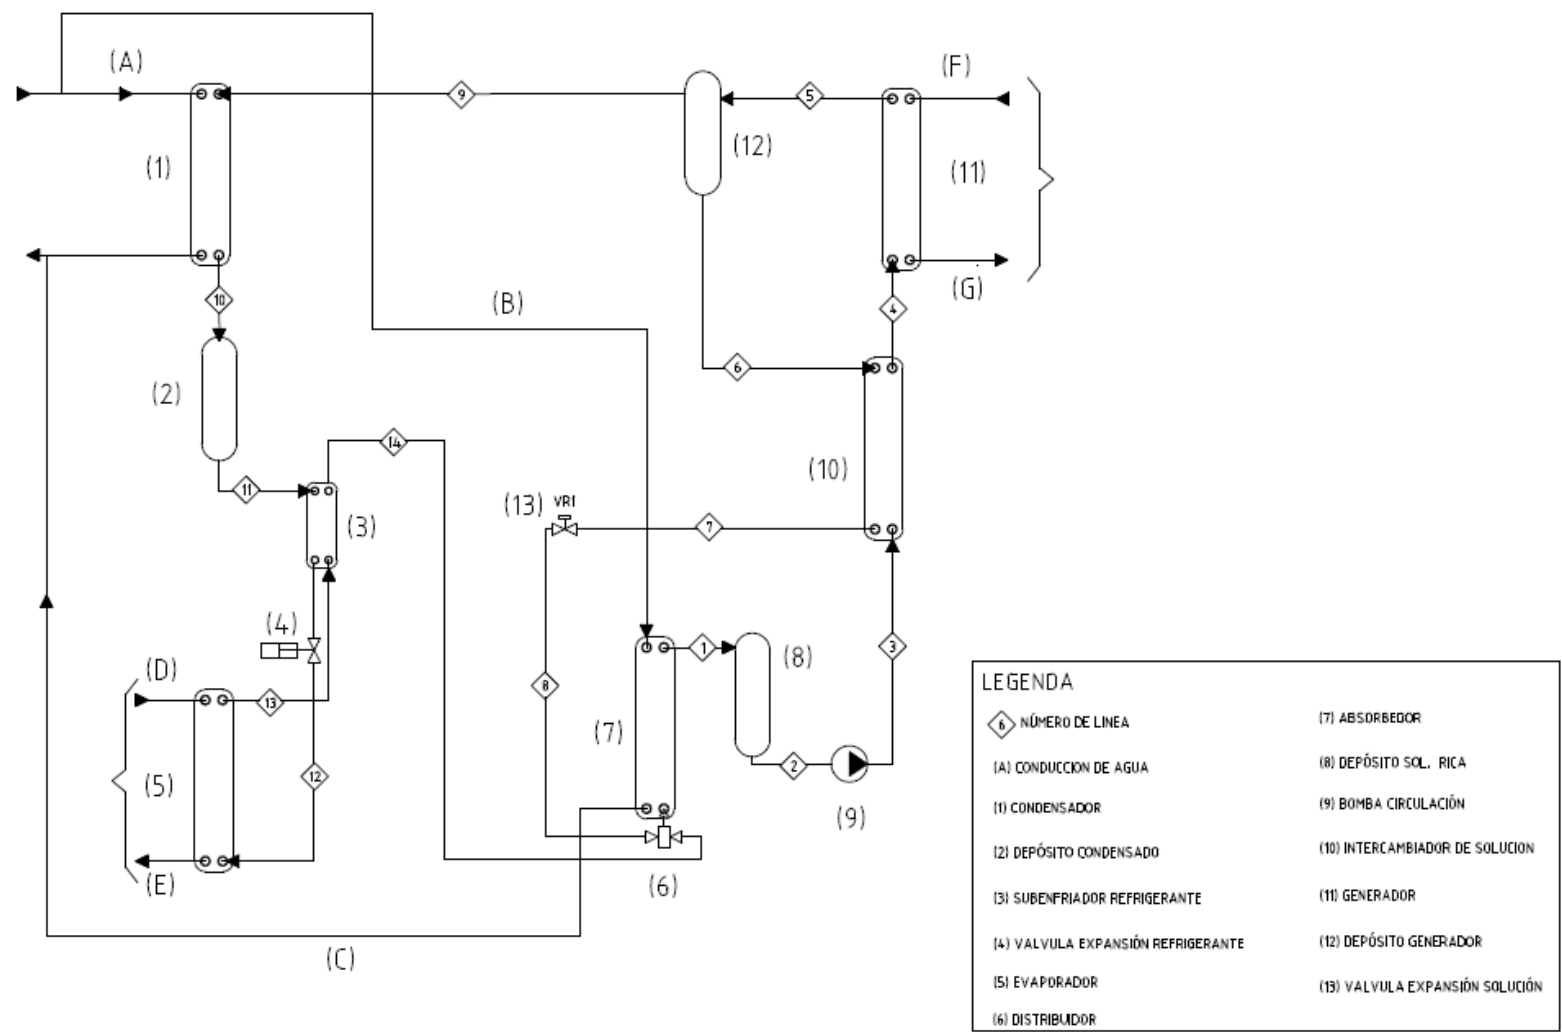 (A)
(F)
9
5
(12)
(1)
(11)
(B)
(G)
10
4
6
(2)
14
(10)
11
(13) VR1
(3)
7
(4)
1
(8)
3
(D)
8
13
(7)
2
(5)
12
(9)
(E)
(6)
(C)
LEGENDA
6 NÚMERO DE LINEA
(A) CONDUCCION DE AGUA
(1) CONDENSADOR
(2) DEPÓSITO CONDENSADO
(3) SUBENFRIADOR REFRIGERANTE
(4) VALVULA EXPANSIÓN REFRIGERANTE
(5) EVAPORADOR
(6) DISTRIBUIDOR
(7) ABSORBEDOR
(8) DEPÓSITO SOL. RICA
(9) BOMBA CIRCULACIÓN
(10) INTERCAMBIADOR DE SOLUCION
(11) GENERADOR
(12) DEPÓSITO GENERADOR
(13) VALVULA EXPANSIÓN SOLUCIÓN